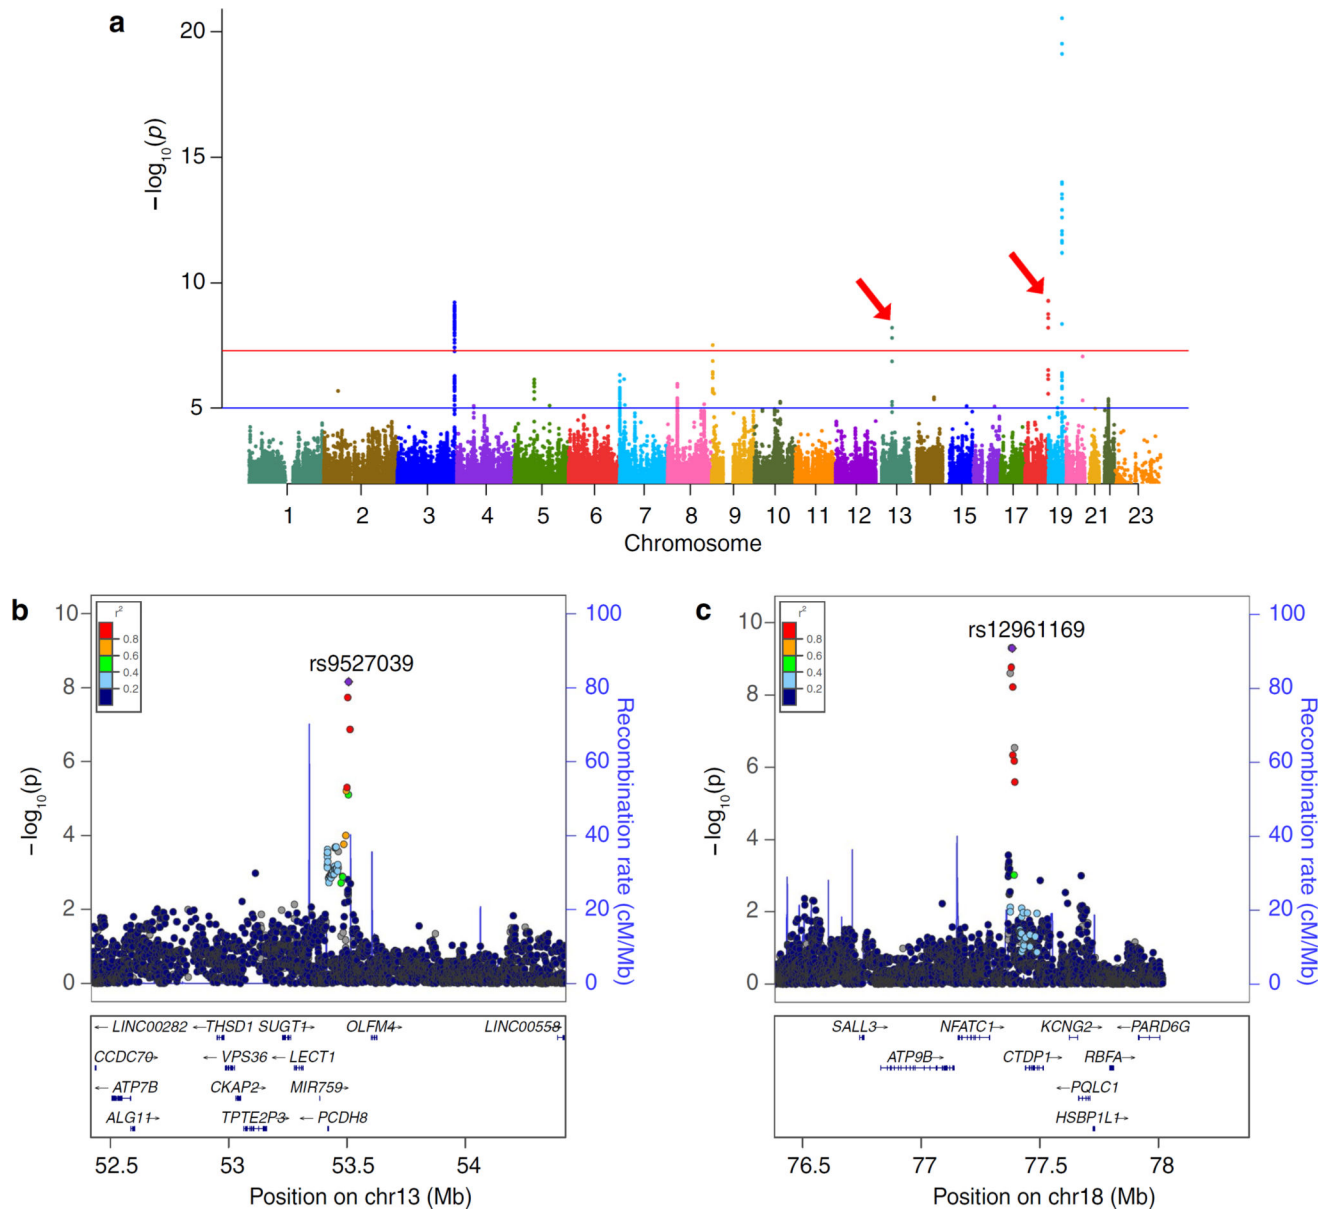 a
20
15
10
5
−log10(p)
1 2 3 4 5 6 7 8 9 10 11 12 13 15 17 19 21 23
Chromosome
b
r²
0.8
0.6
0.4
0.2
rs9527039
10
8
6
4
2
0
−log10(p)
100
80
60
40
20
0
Recombination rate (cM/Mb)
← LINC00282 ← THSD1 SUGT1 → OLFM4 → LINC00558 ←
CCDC70 → ← VPS36 ← LECT1
← ATP7B CKAP2 → MIR759
ALG11 → TPTE2P3 → ← PCDH8
52.5 53 53.5 54
Position on chr13 (Mb)
c
r²
0.8
0.6
0.4
0.2
rs12961169
10
8
6
4
2
0
−log10(p)
100
80
60
40
20
0
Recombination rate (cM/Mb)
SALL3 → NFATC1 → KCNG2 → ← PARD6G
ATP9B → CTDP1 → RBFA →
← PQLC1
HSBP1L1 →
76.5 77 77.5 78
Position on chr18 (Mb)